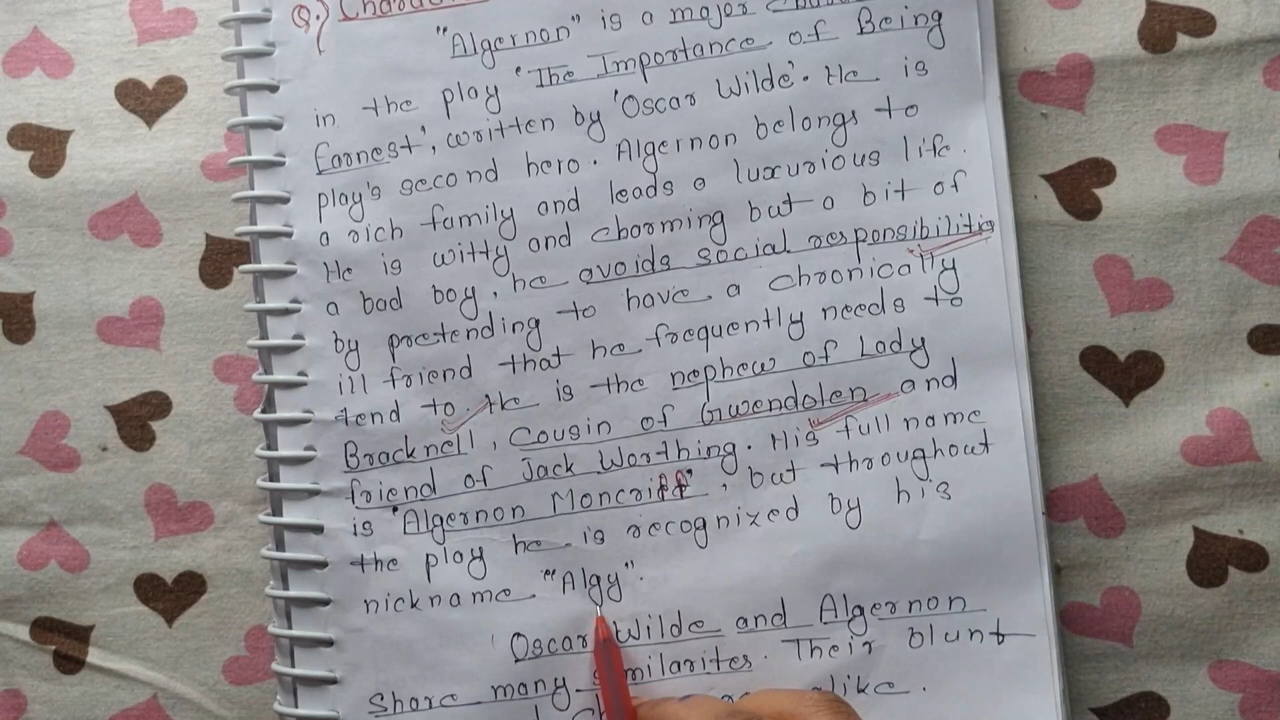 Q.)
"Algernon" is a major
in the play 'The Importance of Being
Earnest', written by 'Oscar Wilde'. He is
play's second hero. Algernon belongs to
a rich family and leads a luxurious life.
He is witty and charming but a bit of
a bad boy, he avoids social responsibilitis
by pretending to have a chronically
ill friend that he frequently needs to
tend to. He is the nephew of Lady
Bracknell, Cousin of Gwendolen and
friend of Jack Worthing. His full name
is 'Algernon Moncriff', but throughout
the play he is recognized by his
nickname "Algy".
Oscar Wilde and Algernon
Share many similarites. Their blunt
alike.